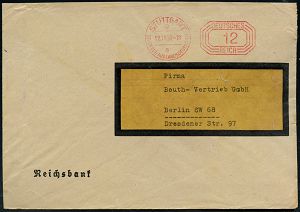 STUTTGART
DEUTSCHES
12
REICH
Firma
Beuth-Vertrieb GmbH
Berlin SW 68
Dresdener Str. 97
Reichsbank